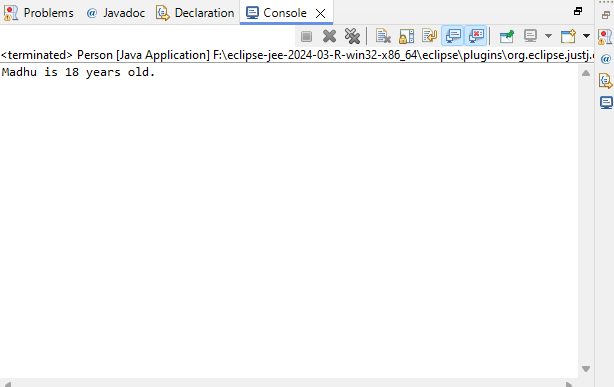 Problems @ Javadoc Declaration Console
<terminated> Person [Java Application] F:\eclipse-jee-2024-03-R-win32-x86_64\eclipse\plugins\org.eclipse.justj.
Madhu is 18 years old.